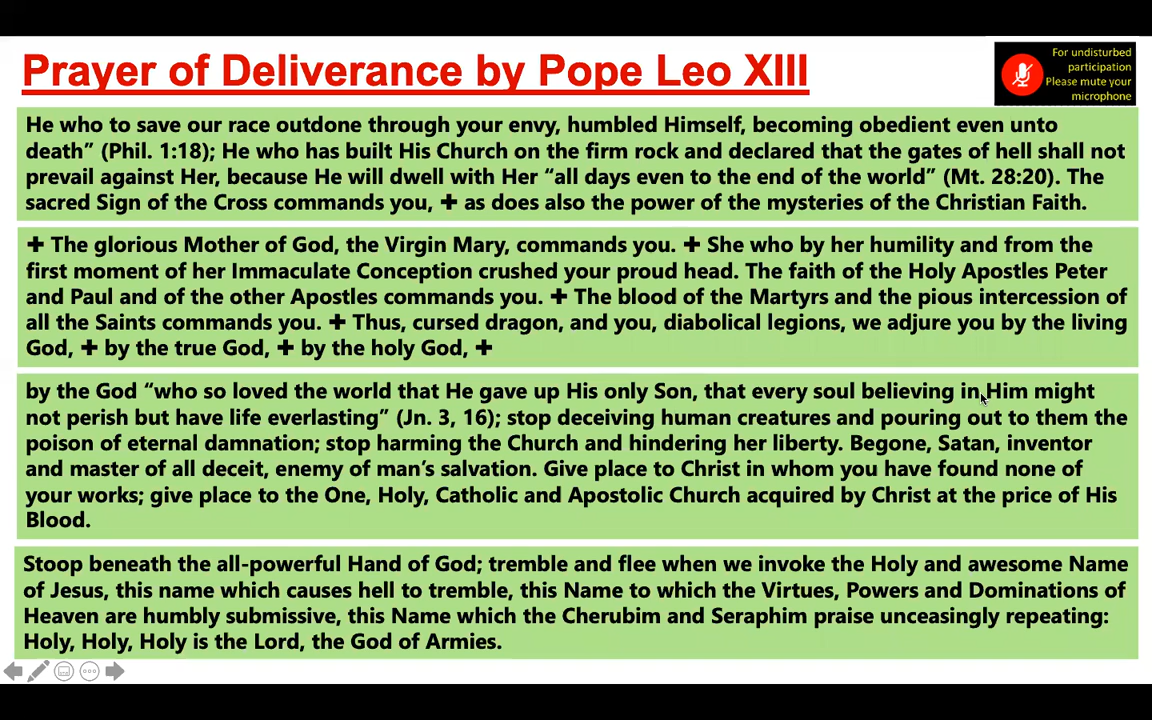 Prayer of Deliverance by Pope Leo XIII
For undisturbed
participation
Please mute your
microphone
He who to save our race outdone through your envy, humbled Himself, becoming obedient even unto
death” (Phil. 1:18); He who has built His Church on the firm rock and declared that the gates of hell shall not
prevail against Her, because He will dwell with Her “all days even to the end of the world” (Mt. 28:20). The
sacred Sign of the Cross commands you, ✚ as does also the power of the mysteries of the Christian Faith.
✚ The glorious Mother of God, the Virgin Mary, commands you. ✚ She who by her humility and from the
first moment of her Immaculate Conception crushed your proud head. The faith of the Holy Apostles Peter
and Paul and of the other Apostles commands you. ✚ The blood of the Martyrs and the pious intercession of
all the Saints commands you. ✚ Thus, cursed dragon, and you, diabolical legions, we adjure you by the living
God, ✚ by the true God, ✚ by the holy God, ✚
by the God “who so loved the world that He gave up His only Son, that every soul believing in Him might
not perish but have life everlasting” (Jn. 3, 16); stop deceiving human creatures and pouring out to them the
poison of eternal damnation; stop harming the Church and hindering her liberty. Begone, Satan, inventor
and master of all deceit, enemy of man’s salvation. Give place to Christ in whom you have found none of
your works; give place to the One, Holy, Catholic and Apostolic Church acquired by Christ at the price of His
Blood.
Stoop beneath the all-powerful Hand of God; tremble and flee when we invoke the Holy and awesome Name
of Jesus, this name which causes hell to tremble, this Name to which the Virtues, Powers and Dominations of
Heaven are humbly submissive, this Name which the Cherubim and Seraphim praise unceasingly repeating:
Holy, Holy, Holy is the Lord, the God of Armies.